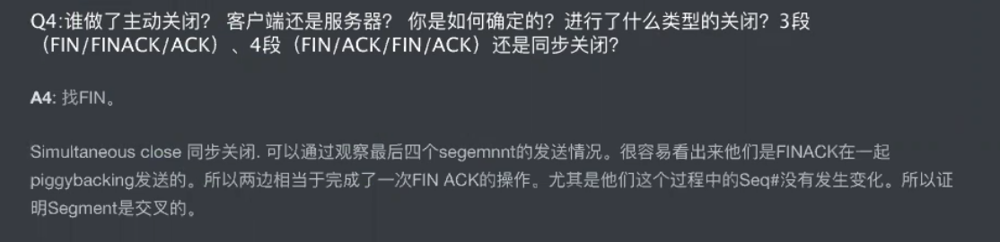 Q4:谁做了主动关闭？ 客户端还是服务器？ 你是如何确定的？进行了什么类型的关闭？3段
（FIN/FINACK/ACK）、4段（FIN/ACK/FIN/ACK）还是同步关闭？
A4: 找FIN。
Simultaneous close 同步关闭. 可以通过观察最后四个segemnnt的发送情况。很容易看出来他们是FINACK在一起
piggybacking发送的。所以两边相当于完成了一次FIN ACK的操作。尤其是他们这个过程中的Seq#没有发生变化。所以证
明Segment是交叉的。